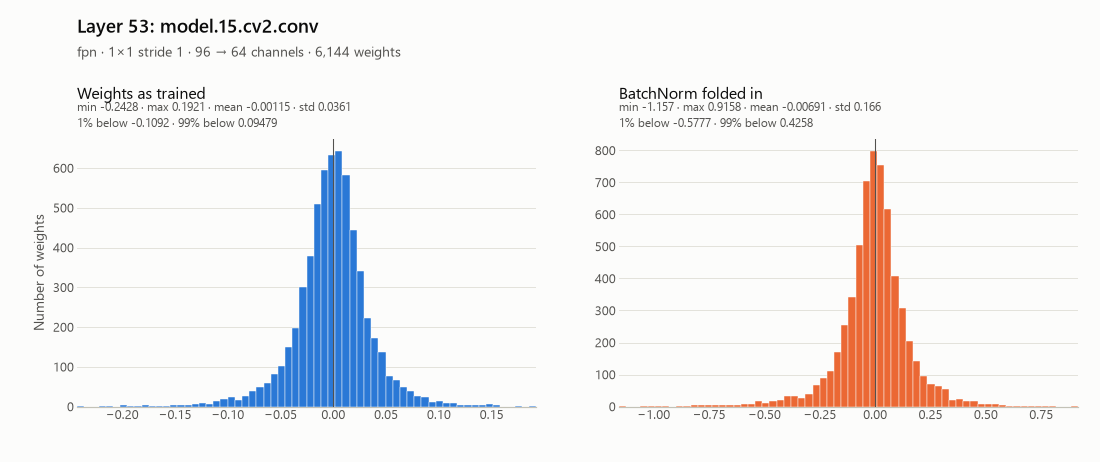 Layer 53: model.15.cv2.conv
fpn · 1×1 stride 1 · 96 → 64 channels · 6,144 weights
Weights as trained
min -0.2428 · max 0.1921 · mean -0.00115 · std 0.0361
1% below -0.1092 · 99% below 0.09479
Number of weights
600
500
400
300
200
100
0
−0.20 −0.15 −0.10 −0.05 0.00 0.05 0.10 0.15
BatchNorm folded in
min -1.157 · max 0.9158 · mean -0.00691 · std 0.166
1% below -0.5777 · 99% below 0.4258
800
700
600
500
400
300
200
100
0
−1.00 −0.75 −0.50 −0.25 0.00 0.25 0.50 0.75